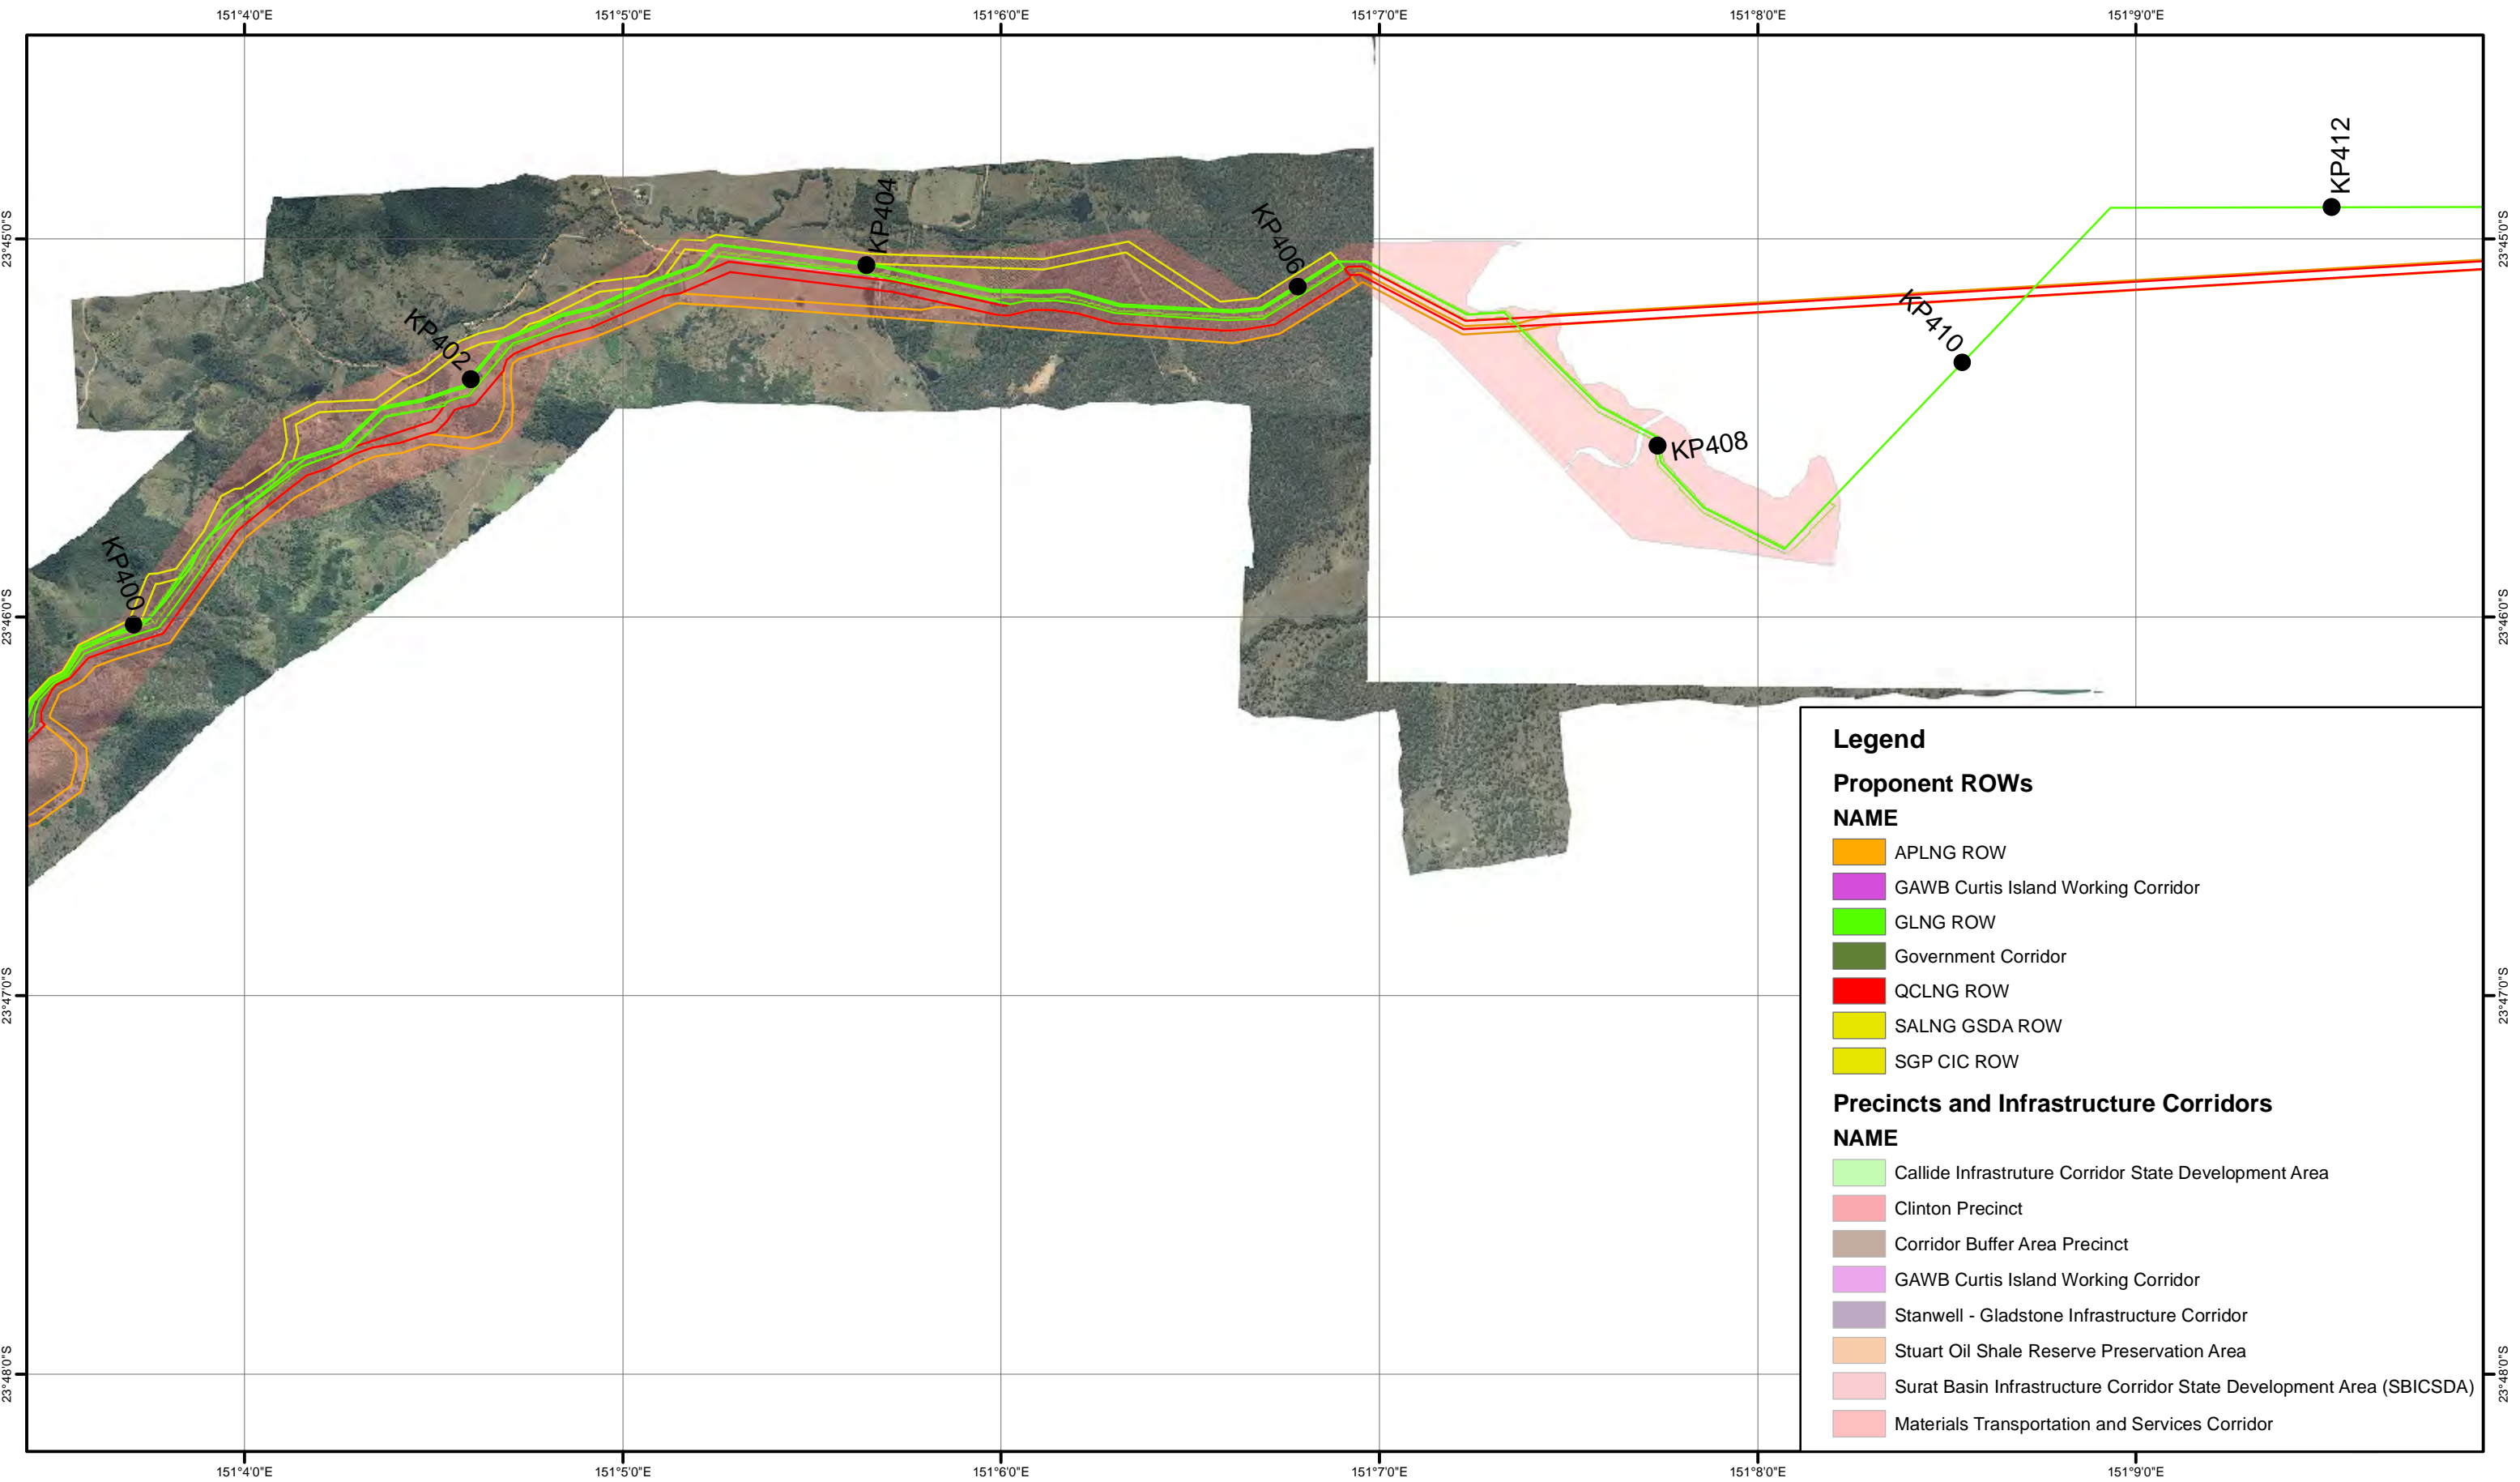 151°4'0"E
151°5'0"E
151°6'0"E
151°7'0"E
151°8'0"E
151°9'0"E
KP412
KP404
KP406
23°45'0"S
23°45'0"S
KP410
KP402
KP408
KP400
23°46'0"S
23°46'0"S
Legend
Proponent ROWs
NAME
APLNG ROW
GAWB Curtis Island Working Corridor
GLNG ROW
Government Corridor
QCLNG ROW
SALNG GSDA ROW
SGP CIC ROW
23°47'0"S
23°47'0"S
Precincts and Infrastructure Corridors
NAME
Callide Infrastruture Corridor State Development Area
Clinton Precinct
Corridor Buffer Area Precinct
GAWB Curtis Island Working Corridor
Stanwell - Gladstone Infrastructure Corridor
Stuart Oil Shale Reserve Preservation Area
Surat Basin Infrastructure Corridor State Development Area (SBICSDA)
Materials Transportation and Services Corridor
23°48'0"S
23°48'0"S
151°4'0"E
151°5'0"E
151°6'0"E
151°7'0"E
151°8'0"E
151°9'0"E